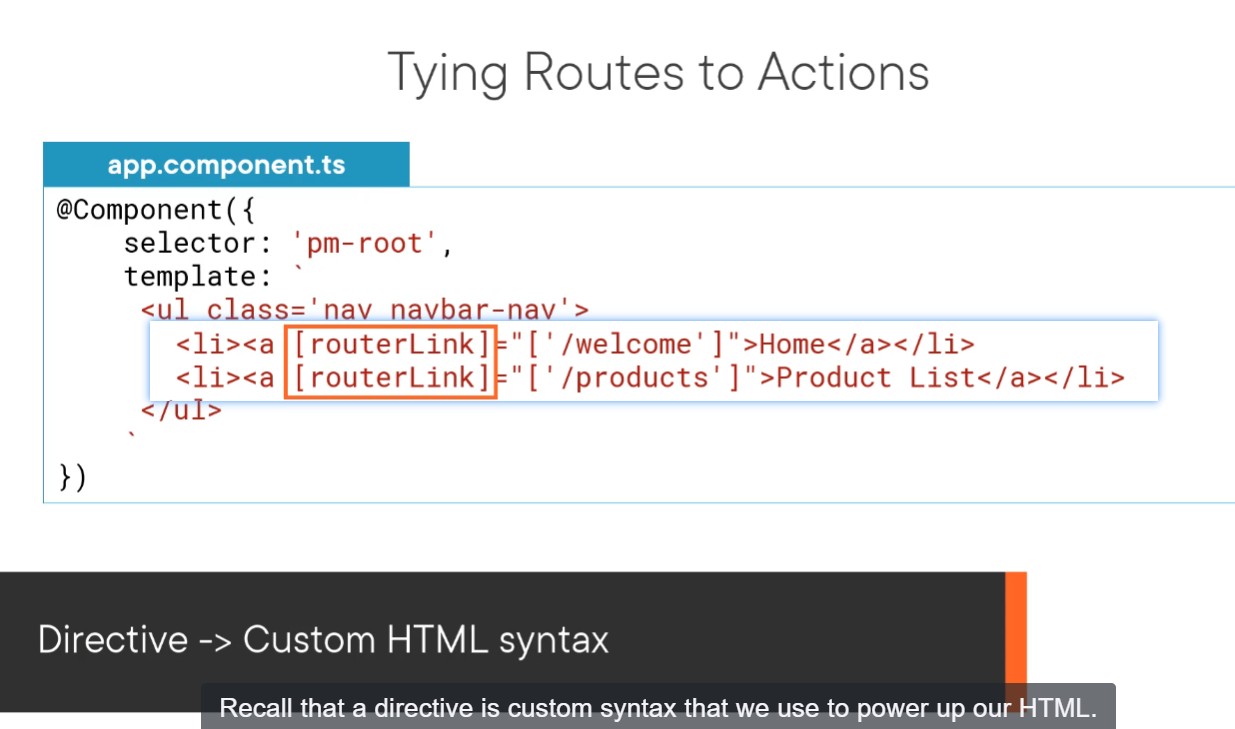 Tying Routes to Actions
app.component.ts
@Component({
selector: 'pm-root',
template: `
<ul class='nav navbar-nav'>
<li><a [routerLink]="['/welcome']">Home</a></li>
<li><a [routerLink]="['/products']">Product List</a></li>
</ul>
`
})
Directive -> Custom HTML syntax
Recall that a directive is custom syntax that we use to power up our HTML.